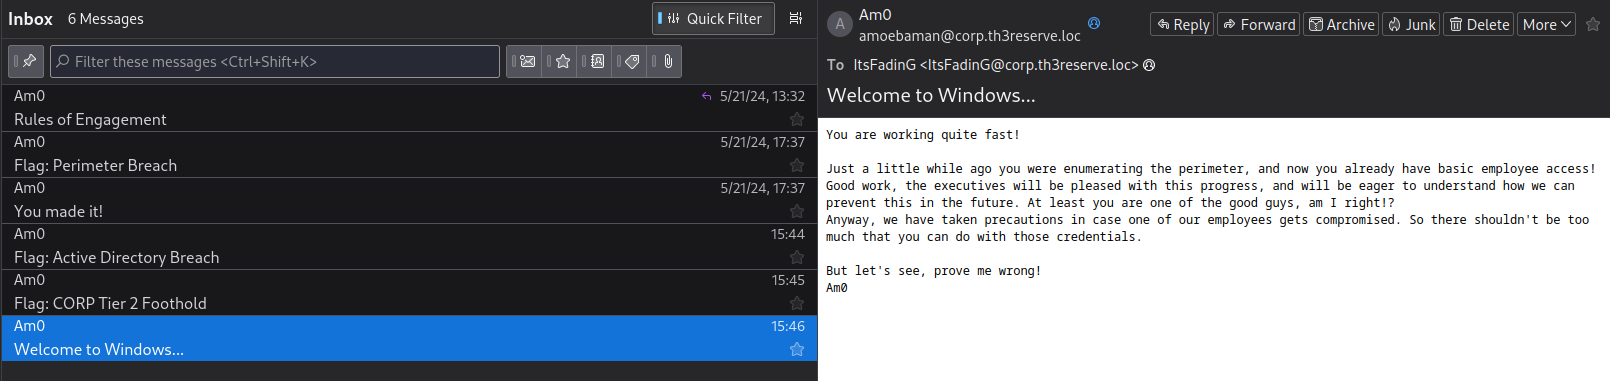 Inbox 6 Messages
Quick Filter
Filter these messages <Ctrl+Shift+K>
Am0
5/21/24, 13:32
Rules of Engagement
Am0
5/21/24, 17:37
Flag: Perimeter Breach
Am0
5/21/24, 17:37
You made it!
Am0
15:44
Flag: Active Directory Breach
Am0
15:45
Flag: CORP Tier 2 Foothold
Am0
15:46
Welcome to Windows...
A
Am0
amoebaman@corp.th3reserve.loc
Reply Forward Archive Junk Delete More
To ItsFadinG <ItsFadinG@corp.th3reserve.loc>
Welcome to Windows...
You are working quite fast!
Just a little while ago you were enumerating the perimeter, and now you already have basic employee access!
Good work, the executives will be pleased with this progress, and will be eager to understand how we can
prevent this in the future. At least you are one of the good guys, am I right!?
Anyway, we have taken precautions in case one of our employees gets compromised. So there shouldn't be too
much that you can do with those credentials.
But let's see, prove me wrong!
Am0